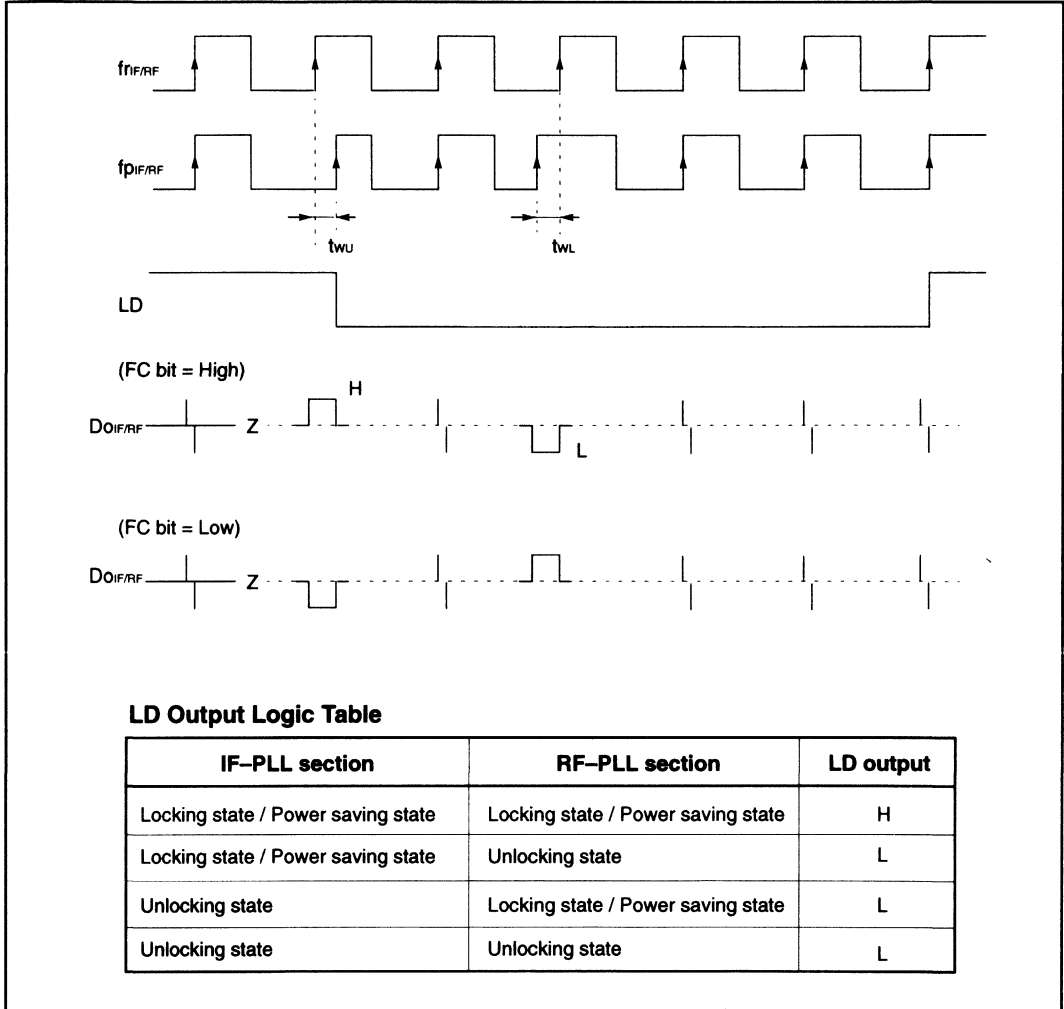 frIF/RF
fpIF/RF
tWU
tWL
LD
(FC bit = High)
H
DOIF/RF
Z
L
(FC bit = Low)
DOIF/RF
Z
LD Output Logic Table
IF–PLL section RF–PLL section LD output
Locking state / Power saving state Locking state / Power saving state H
Locking state / Power saving state Unlocking state L
Unlocking state Locking state / Power saving state L
Unlocking state Unlocking state L